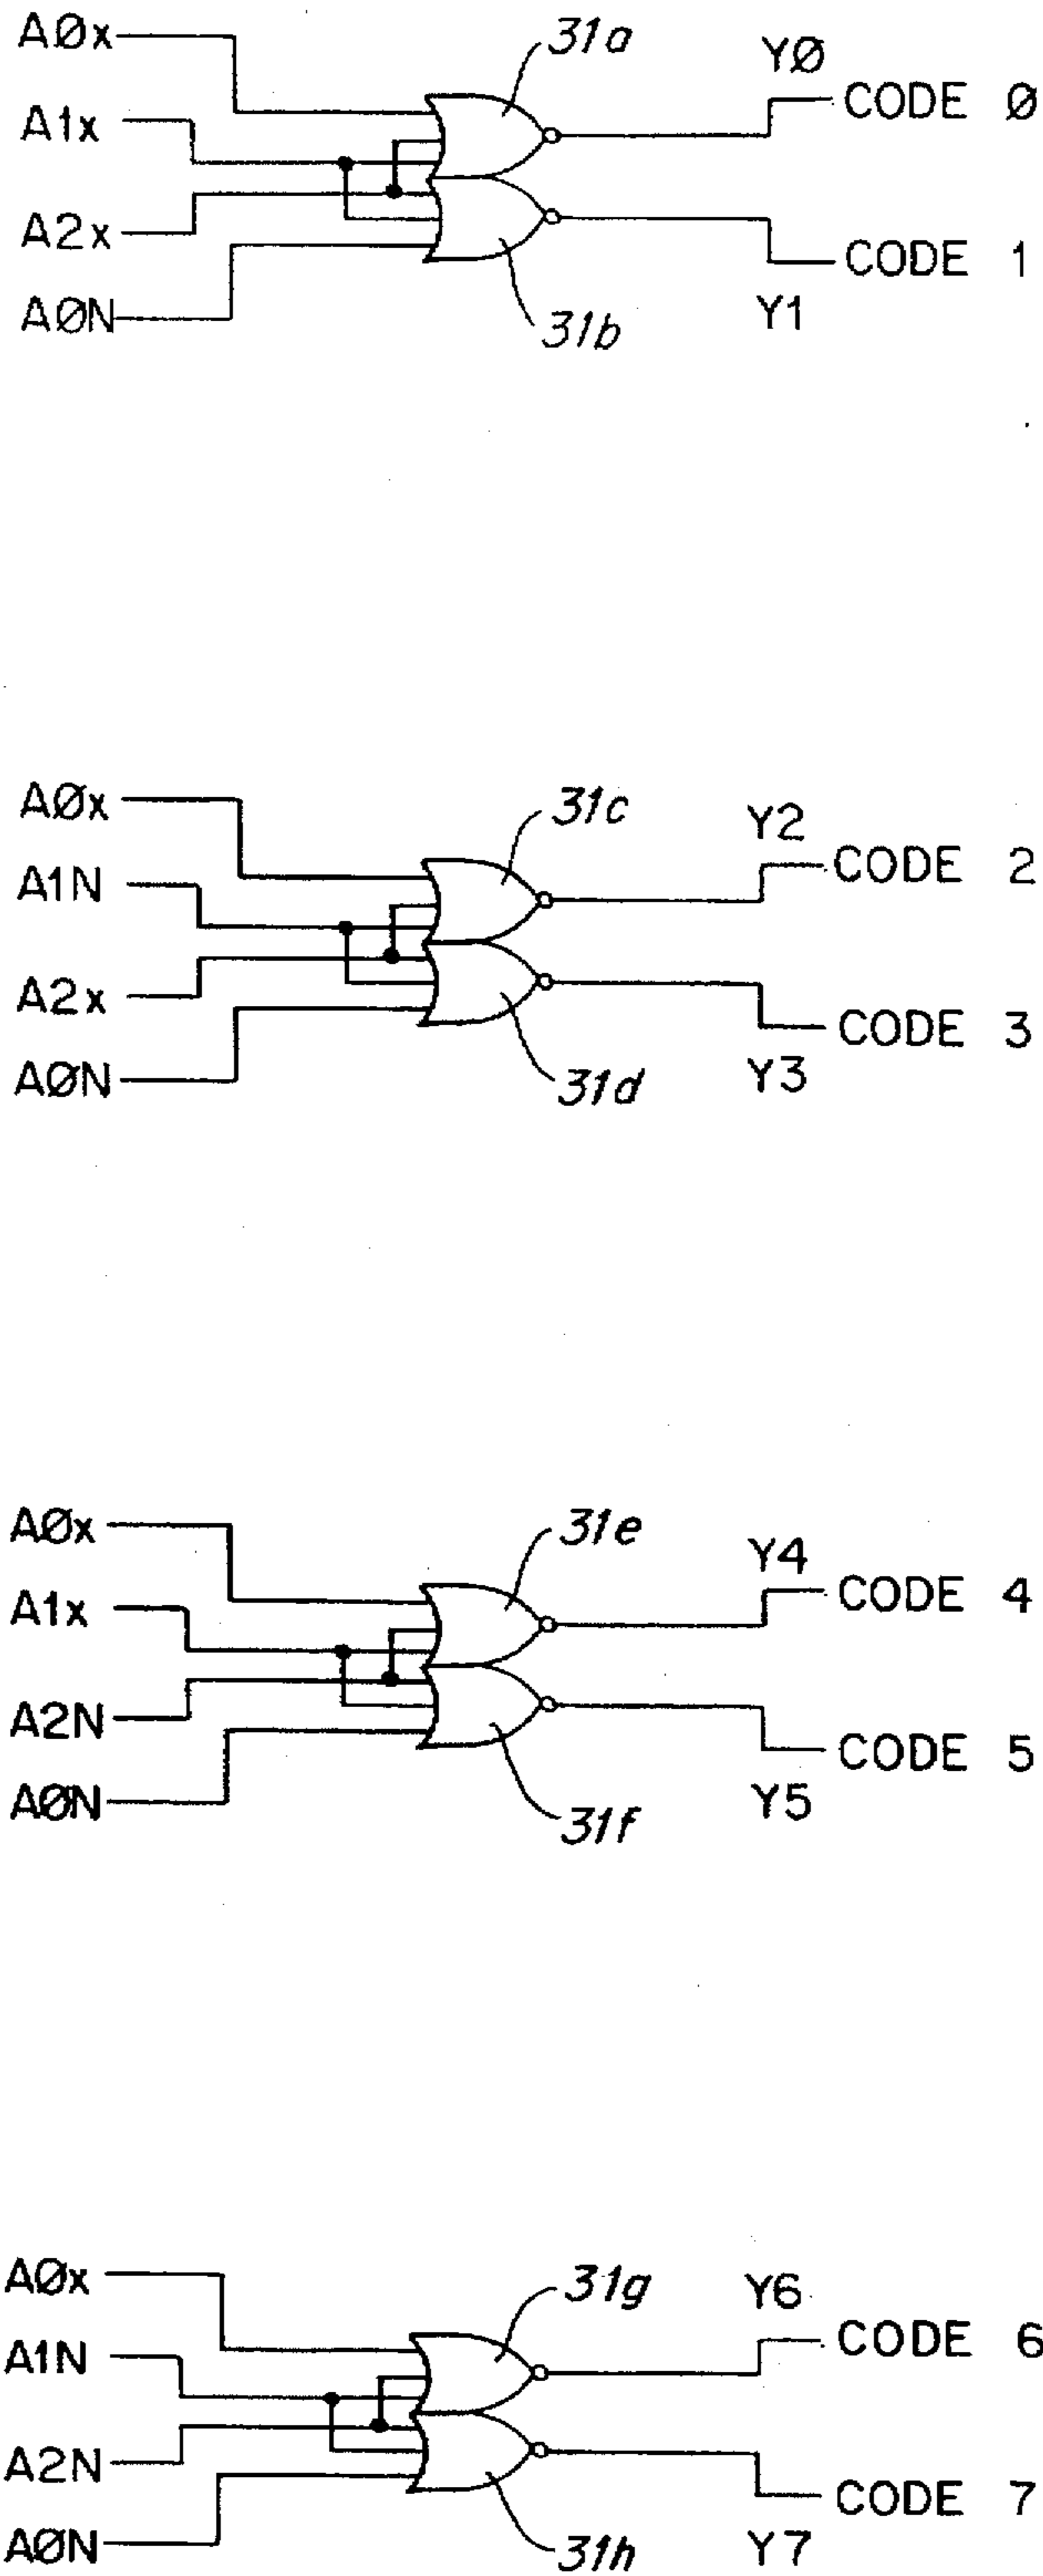 AØx
31a
YØ
CODE Ø
A1x
A2x
CODE 1
AØN
31b
Y1
AØx
31c
Y2
CODE 2
A1N
A2x
CODE 3
AØN
31d
Y3
AØx
31e
Y4
CODE 4
A1x
A2N
CODE 5
AØN
31f
Y5
AØx
31g
Y6
CODE 6
A1N
A2N
CODE 7
AØN
31h
Y7